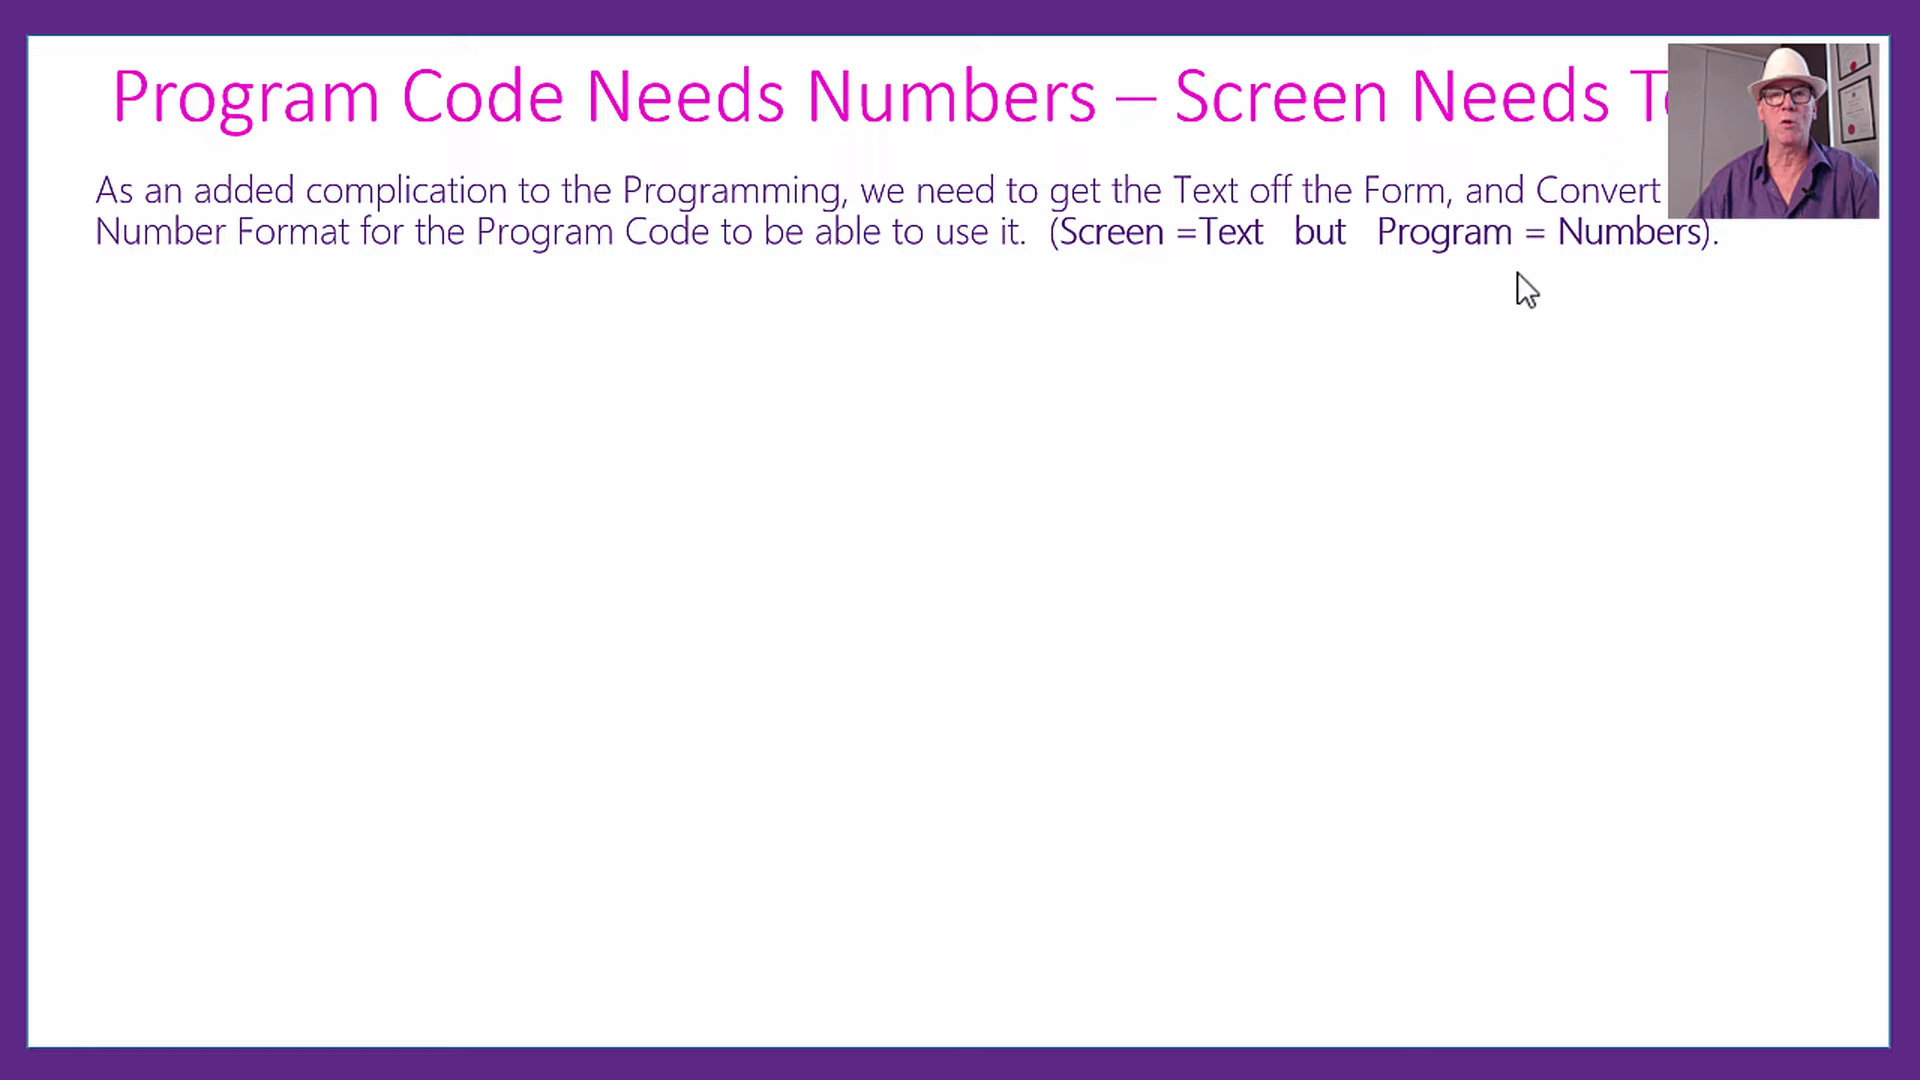 Program Code Needs Numbers – Screen Needs
As an added complication to the Programming, we need to get the Text off the Form, and Convert
Number Format for the Program Code to be able to use it. (Screen =Text but Program = Numbers).